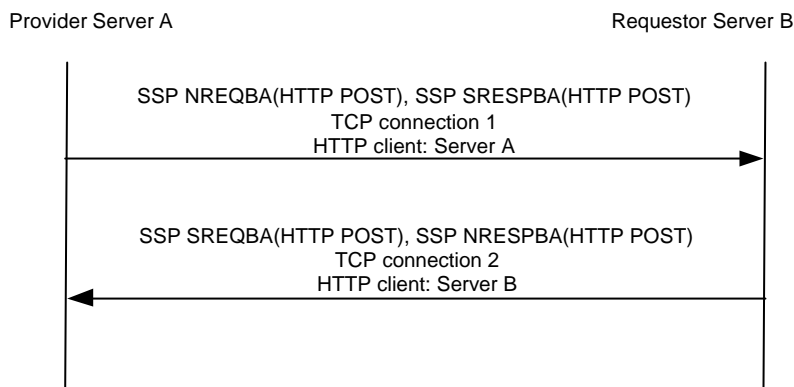 Provider Server A
Requestor Server B
SSP NREQBA(HTTP POST), SSP SRESPBA(HTTP POST)
TCP connection 1
HTTP client: Server A
SSP SREQBA(HTTP POST), SSP NRESPBA(HTTP POST)
TCP connection 2
HTTP client: Server B